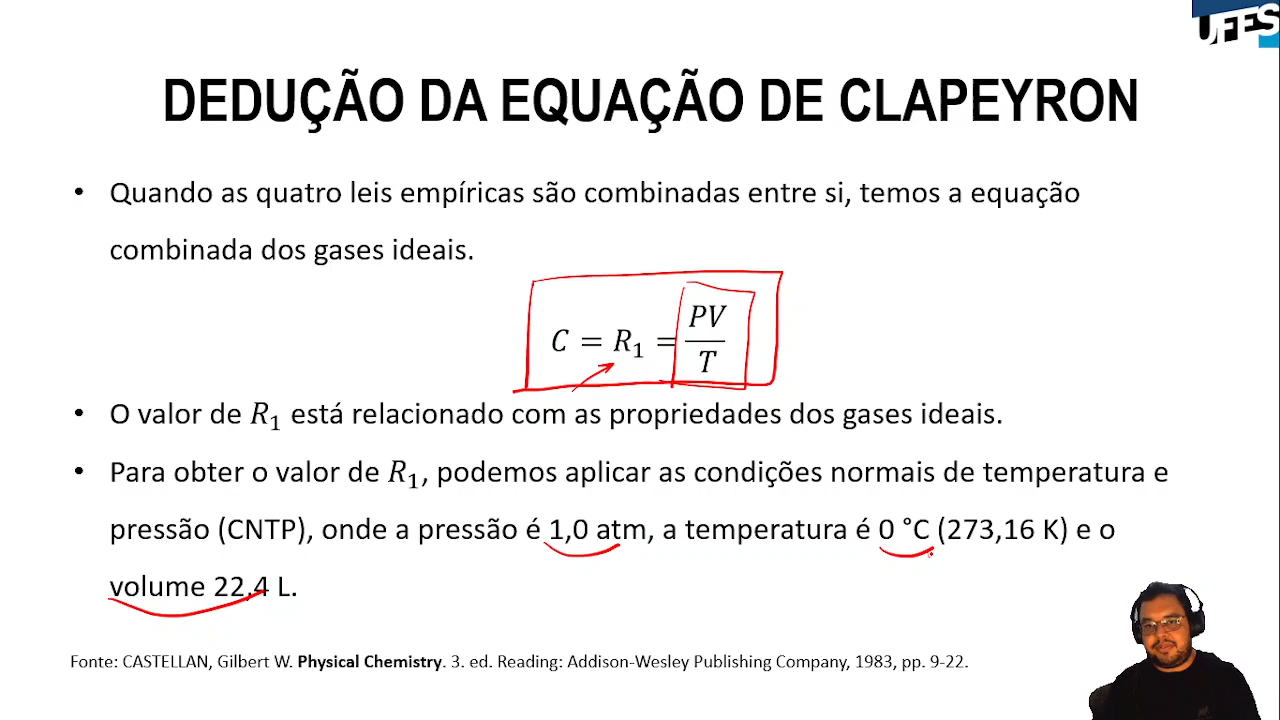 UFES
DEDUÇÃO DA EQUAÇÃO DE CLAPEYRON
• Quando as quatro leis empíricas são combinadas entre si, temos a equação
combinada dos gases ideais.
C = R₁ = PV/T
• O valor de R₁ está relacionado com as propriedades dos gases ideais.
• Para obter o valor de R₁, podemos aplicar as condições normais de temperatura e
pressão (CNTP), onde a pressão é 1,0 atm, a temperatura é 0 °C (273,16 K) e o
volume 22,4 L.
Fonte: CASTELLAN, Gilbert W. Physical Chemistry. 3. ed. Reading: Addison-Wesley Publishing Company, 1983, pp. 9-22.